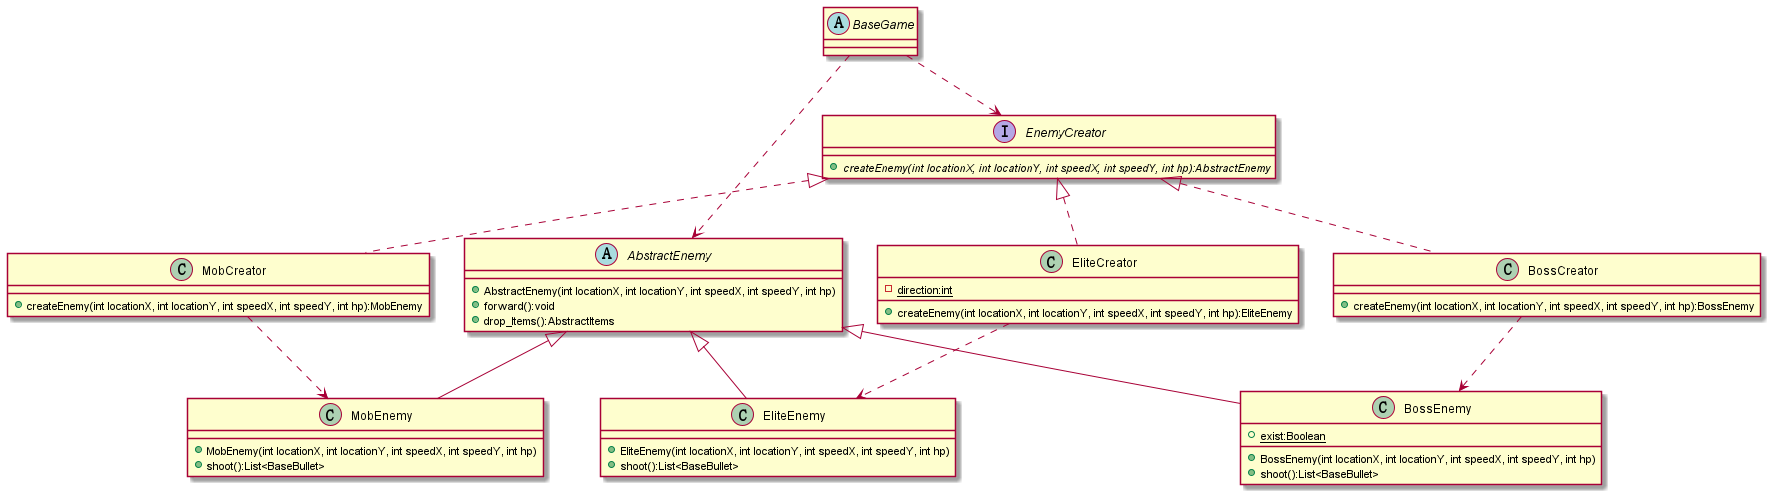 A BaseGame
I EnemyCreator
createEnemy(int locationX, int locationY, int speedX, int speedY, int hp):AbstractEnemy
C MobCreator
createEnemy(int locationX, int locationY, int speedX, int speedY, int hp):MobEnemy
A AbstractEnemy
AbstractEnemy(int locationX, int locationY, int speedX, int speedY, int hp)
forward():void
drop_Items():AbstractItems
C EliteCreator
direction:int
createEnemy(int locationX, int locationY, int speedX, int speedY, int hp):EliteEnemy
C BossCreator
createEnemy(int locationX, int locationY, int speedX, int speedY, int hp):BossEnemy
C MobEnemy
MobEnemy(int locationX, int locationY, int speedX, int speedY, int hp)
shoot():List<BaseBullet>
C EliteEnemy
EliteEnemy(int locationX, int locationY, int speedX, int speedY, int hp)
shoot():List<BaseBullet>
C BossEnemy
exist:Boolean
BossEnemy(int locationX, int locationY, int speedX, int speedY, int hp)
shoot():List<BaseBullet>